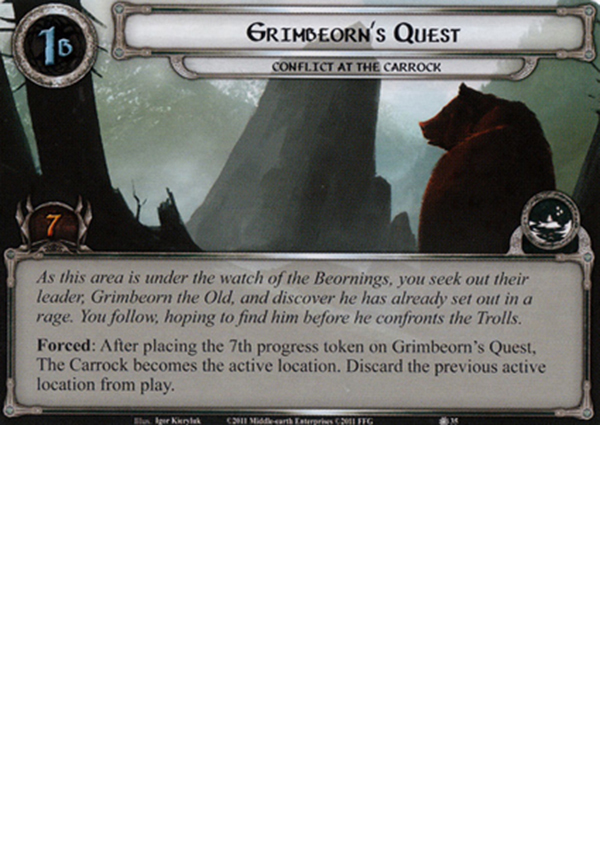 1B
GRIMBEORN'S QUEST
CONFLICT AT THE CARROCK
7
As this area is under the watch of the Beornings, you seek out their
leader, Grimbeorn the Old, and discover he has already set out in a
rage. You follow, hoping to find him before he confronts the Trolls.
Forced: After placing the 7th progress token on Grimbeorn's Quest,
The Carrock becomes the active location. Discard the previous active
location from play.
Illus. Igor Kieryluk ©2011 Middle-earth Enterprises ©2011 FFG 35